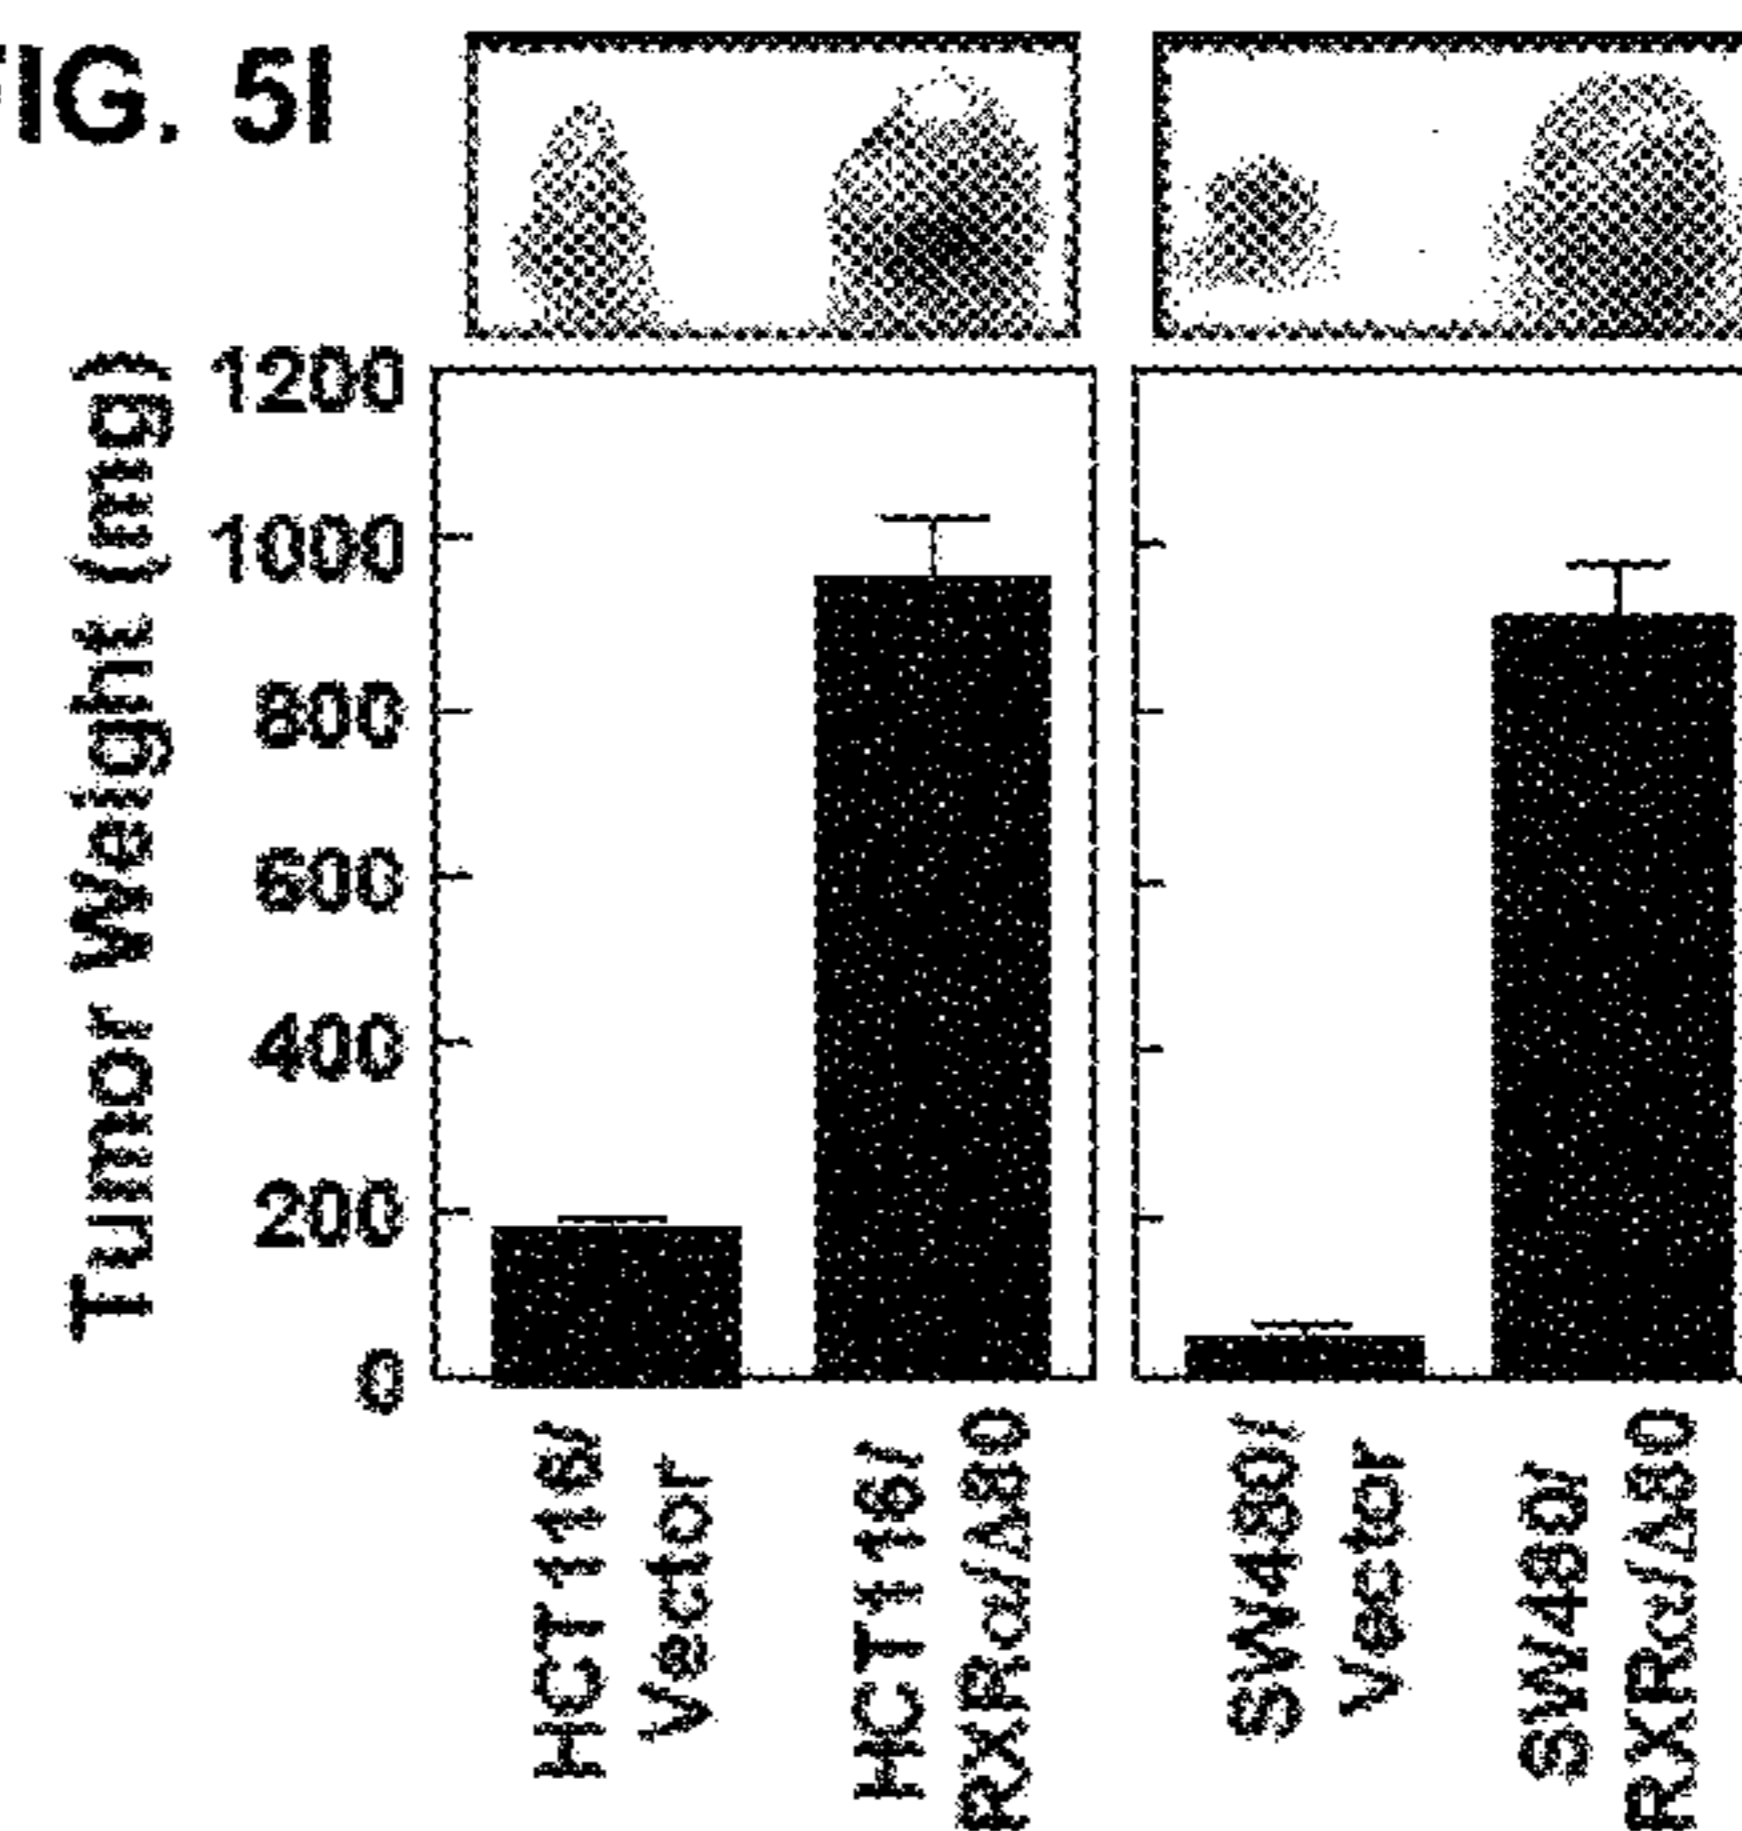 FIG. 5I
Tumor Weight (mg)
1200
1000
800
600
400
200
0
HCT116/
Vector
HCT116/
RXRα/Δ80
SW480/
Vector
SW480/
RXRα/Δ80